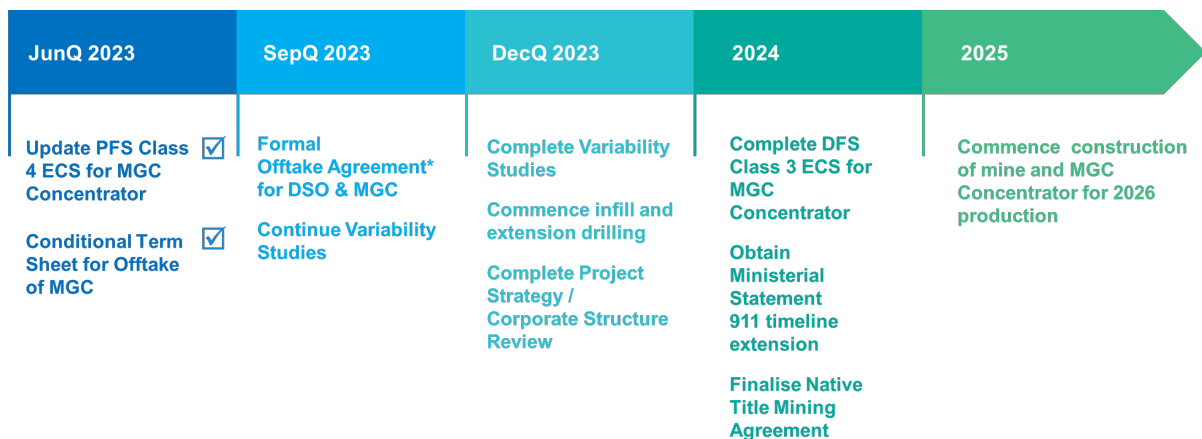 JunQ 2023
SepQ 2023
DecQ 2023
2024
2025
Update PFS Class
4 ECS for MGC
Concentrator
Conditional Term
Sheet for Offtake
of MGC
Formal
Offtake Agreement*
for DSO & MGC
Continue Variability
Studies
Complete Variability
Studies
Commence infill and
extension drilling
Complete Project
Strategy /
Corporate Structure
Review
Complete DFS
Class 3 ECS for
MGC
Concentrator
Obtain
Ministerial
Statement
911 timeline
extension
Finalise Native
Title Mining
Agreement
Commence construction
of mine and MGC
Concentrator for 2026
production